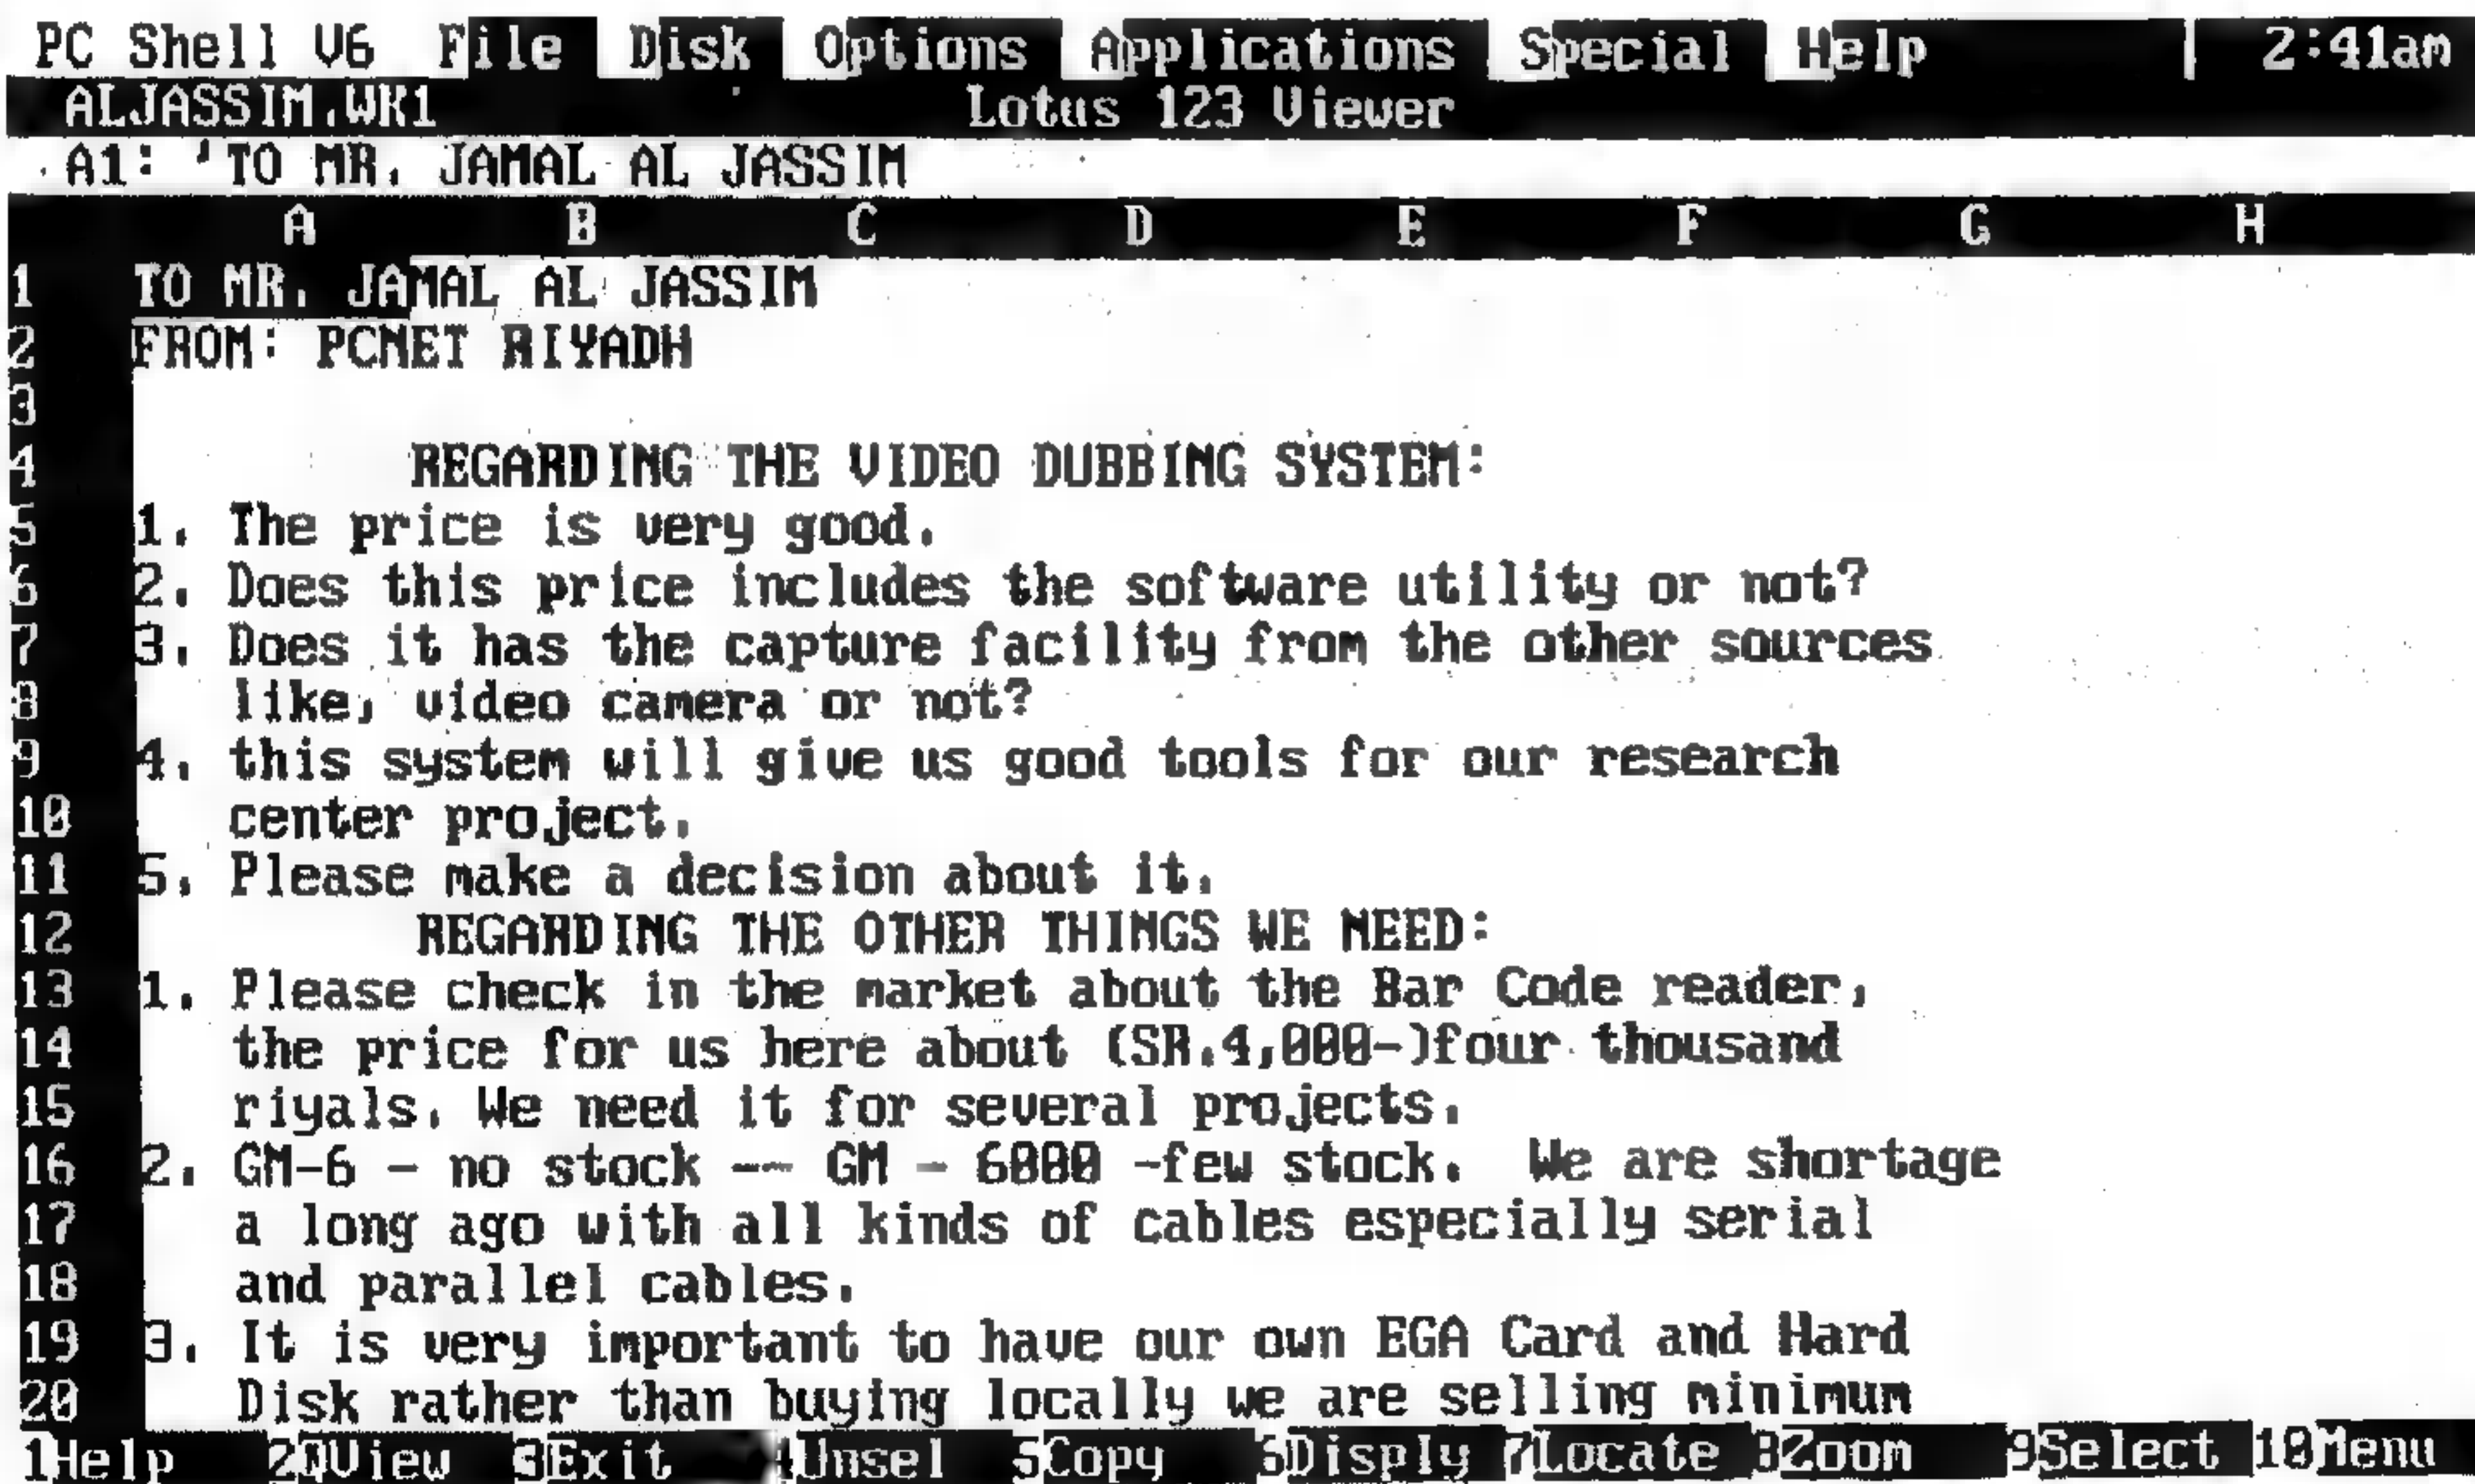 PC Shell V6 File Disk Options Applications Special Help | 2:41am
ALJASSIM.WK1 Lotus 123 Viewer
A1: 'TO MR. JAMAL AL JASSIM
A B C D E F G H
1 TO MR. JAMAL AL JASSIM
2 FROM: PCNET RIYADH
3
4 REGARDING THE VIDEO DUBBING SYSTEM:
5 1. The price is very good.
6 2. Does this price includes the software utility or not?
7 3. Does it has the capture facility from the other sources
8 like, video camera or not?
9 4. this system will give us good tools for our research
10 center project.
11 5. Please make a decision about it.
12 REGARDING THE OTHER THINGS WE NEED:
13 1. Please check in the market about the Bar Code reader,
14 the price for us here about (SR.4,000-)four thousand
15 riyals. We need it for several projects.
16 2. GM-6 - no stock -- GM - 6000 -few stock. We are shortage
17 a long ago with all kinds of cables especially serial
18 and parallel cables.
19 3. It is very important to have our own EGA Card and Hard
20 Disk rather than buying locally we are selling minimum
1Help 2QView 3Exit 4Unsel 5Copy 6Disply 7Locate 8Zoom 9Select 10Menu